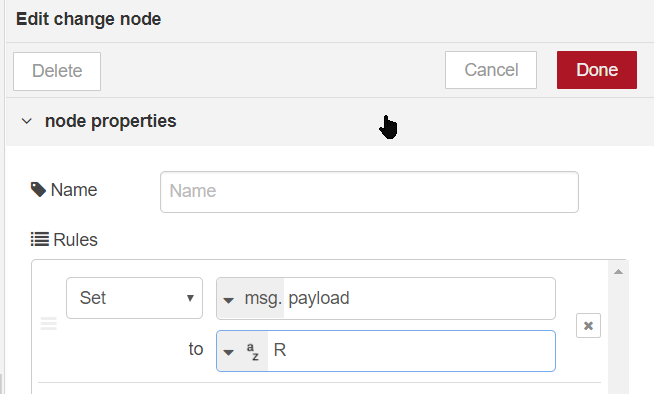 Edit change node
Delete Cancel Done
node properties
Name Name
Rules
Set msg. payload
to az R